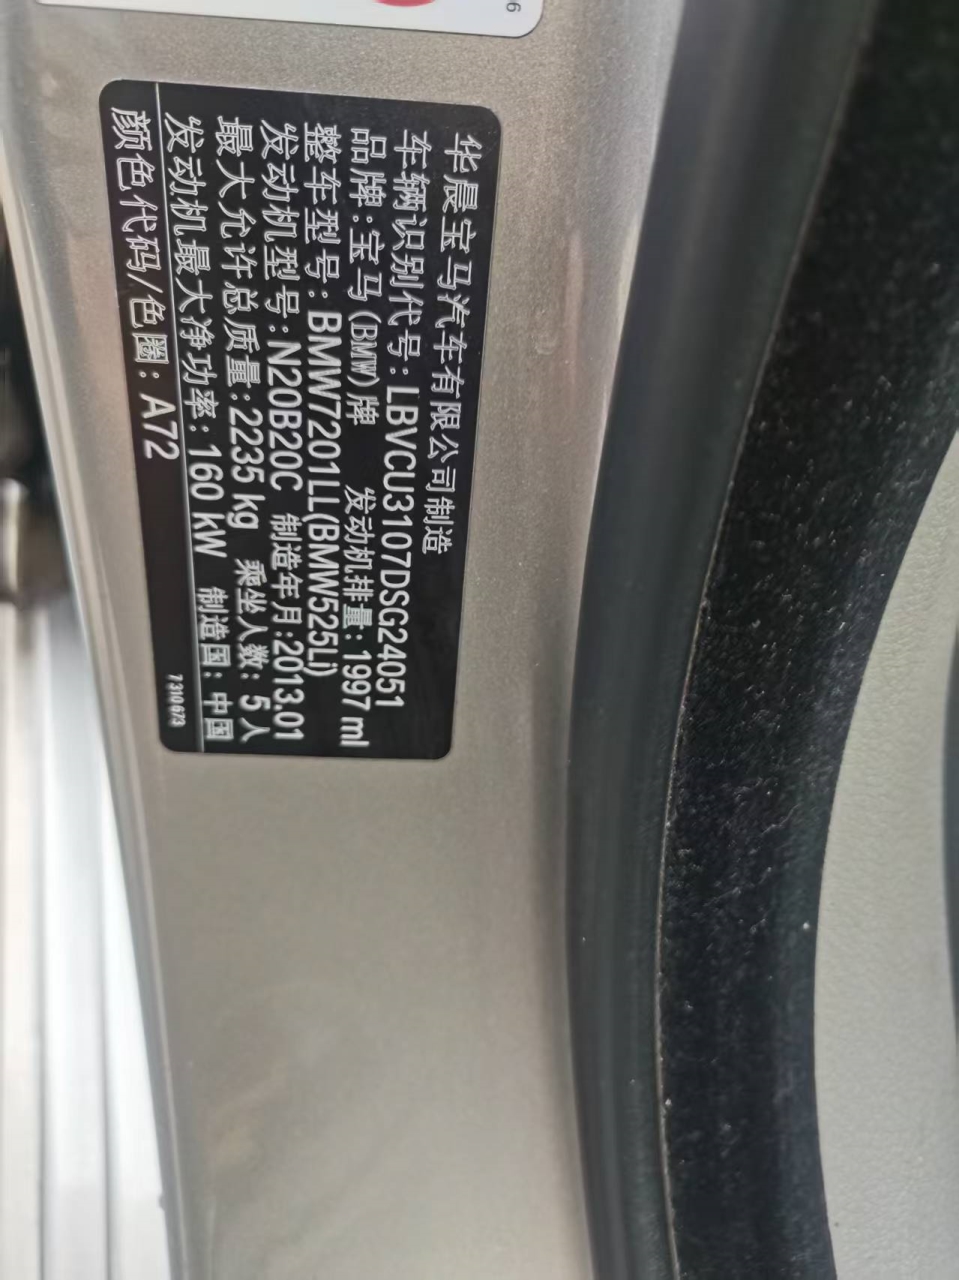 华晨宝马汽车有限公司制造
车辆识别代号: LBVCU3107DSG24051
品牌: 宝马(BMW)牌 发动机排量: 1997 ml
整车型号: BMW7201LL(BMW525Li)
发动机型号: N20B20C 制造年月: 2013.01
最大允许总质量: 2235 kg 乘坐人数: 5 人
发动机最大净功率: 160 kW 制造国: 中国
颜色代码/色圈: A72
7 310 673